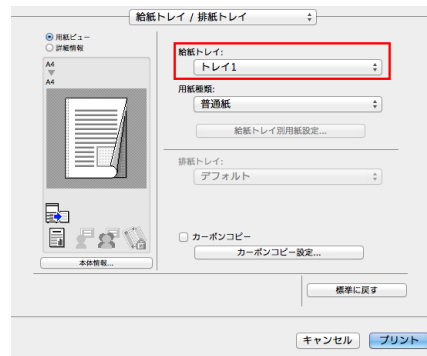 給紙トレイ / 排紙トレイ
用紙ビュー
詳細情報
A4
A4
本体情報...
給紙トレイ:
トレイ1
用紙種類:
普通紙
給紙トレイ別用紙設定...
排紙トレイ:
デフォルト
カーボンコピー
カーボンコピー設定...
標準に戻す
キャンセル
プリント